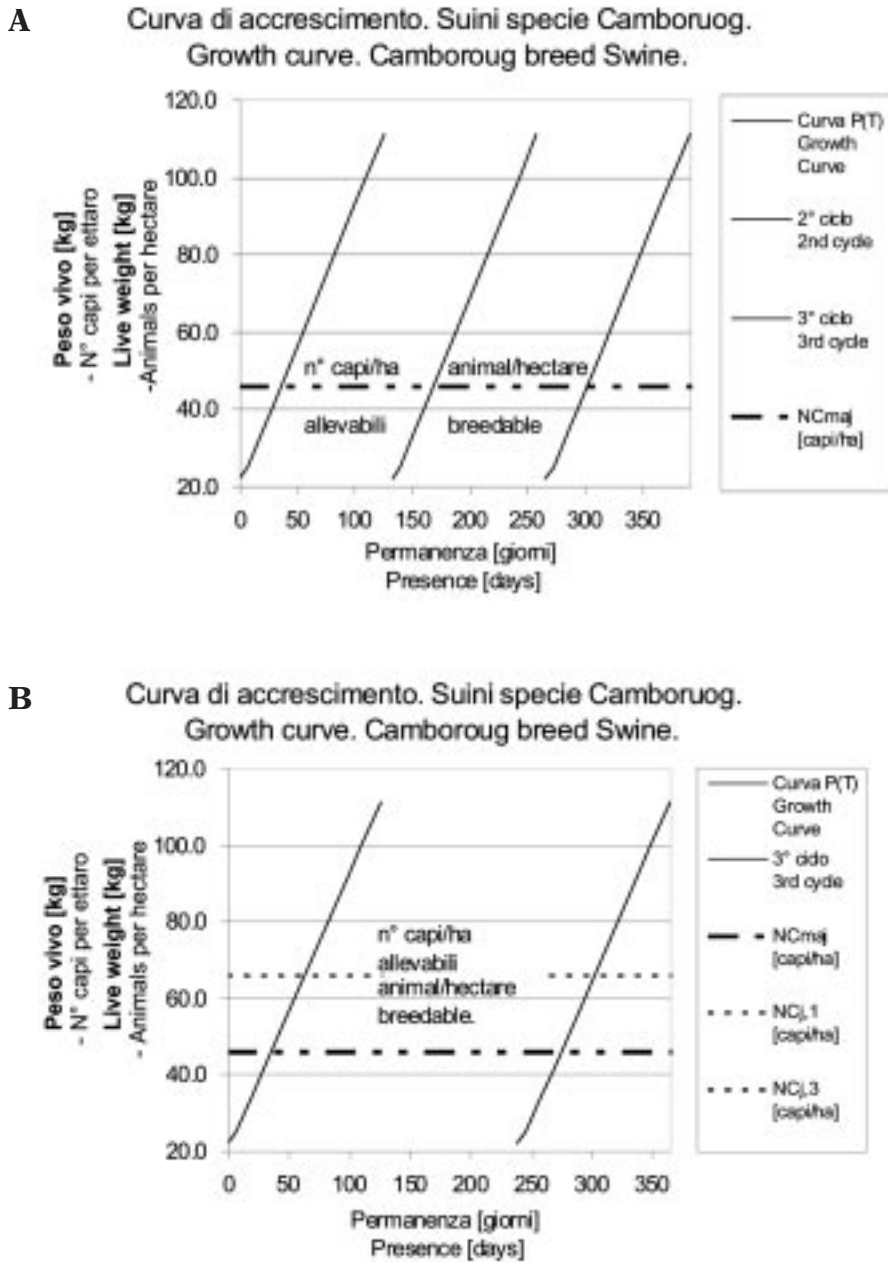 A
Curva di accrescimento. Suini specie Camboruog.
Growth curve. Camboroug breed Swine.
120.0
100.0
80.0
60.0
40.0
20.0
Peso vivo [kg]
- N° capi per ettaro
Live weight [kg]
-Animals per hectare
n° capi/ha
animal/hectare
allevabili
breedable
0 50 100 150 200 250 300 350
Permanenza [giorni]
Presence [days]
Curva P(T)
Growth
Curve
2° ciclo
2nd cycle
3° ciclo
3rd cycle
NCmaj
[capi/ha]
B
Curva di accrescimento. Suini specie Camboruog.
Growth curve. Camboroug breed Swine.
120.0
100.0
80.0
60.0
40.0
20.0
Peso vivo [kg]
- N° capi per ettaro
Live weight [kg]
- Animals per hectare
n° capi/ha
allevabili
animal/hectare
breedable.
0 50 100 150 200 250 300 350
Permanenza [giorni]
Presence [days]
Curva P(T)
Growth
Curve
3° ciclo
3rd cycle
NCmaj
[capi/ha]
NCj,1
[capi/ha]
NCj,3
[capi/ha]